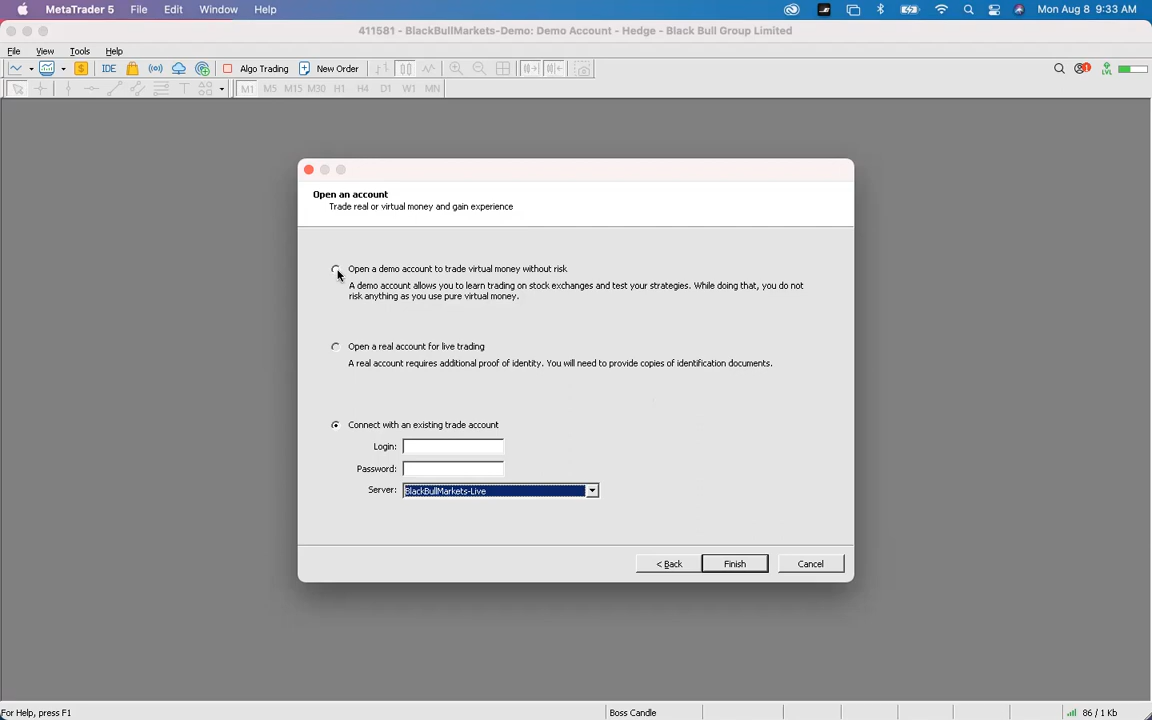 MetaTrader 5 File Edit Window Help Mon Aug 8 9:33 AM
411581 - BlackBullMarkets-Demo: Demo Account - Hedge - Black Bull Group Limited
File View Tools Help
IDE Algo Trading New Order LVL
M1 M5 M15 M30 H1 H4 D1 W1 MN
Open an account
Trade real or virtual money and gain experience
Open a demo account to trade virtual money without risk
A demo account allows you to learn trading on stock exchanges and test your strategies. While doing that, you do not
risk anything as you use pure virtual money.
Open a real account for live trading
A real account requires additional proof of identity. You will need to provide copies of identification documents.
Connect with an existing trade account
Login:
Password:
Server: BlackBullMarkets-Live
< Back Finish Cancel
For Help, press F1 Boss Candle 86 / 1 Kb